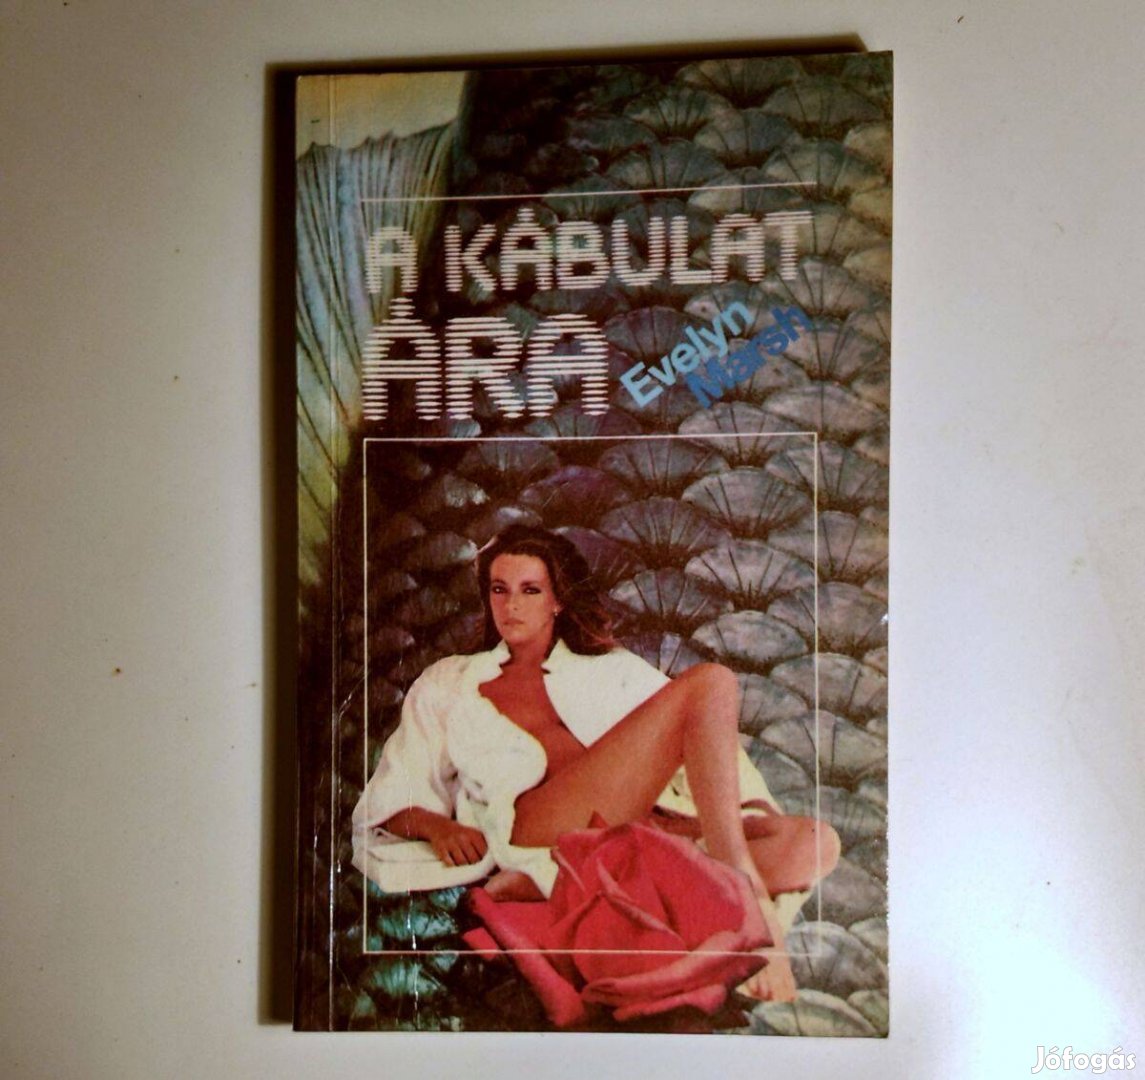 A KÁBULAT
ÁRA
Evelyn
Marsh
Jófogás